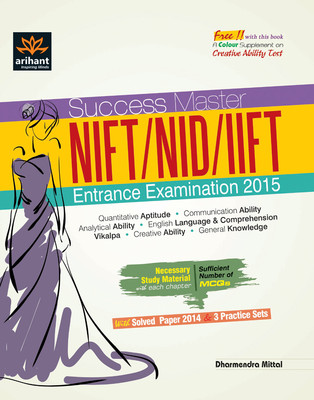 arihant
Inspiring Minds
Free !! with this book
A Colour Supplement on
Creative Ability Test
Success Master
NIFT/NID/IIFT
Entrance Examination 2015
Quantitative Aptitude • Communication Ability
Analytical Ability • English Language & Comprehension
Vikalpa • Creative Ability • General Knowledge
Necessary
Study Material
with each chapter
Sufficient
Number of
MCQs
with Solved Paper 2014 & 3 Practice Sets
Dharmendra Mittal